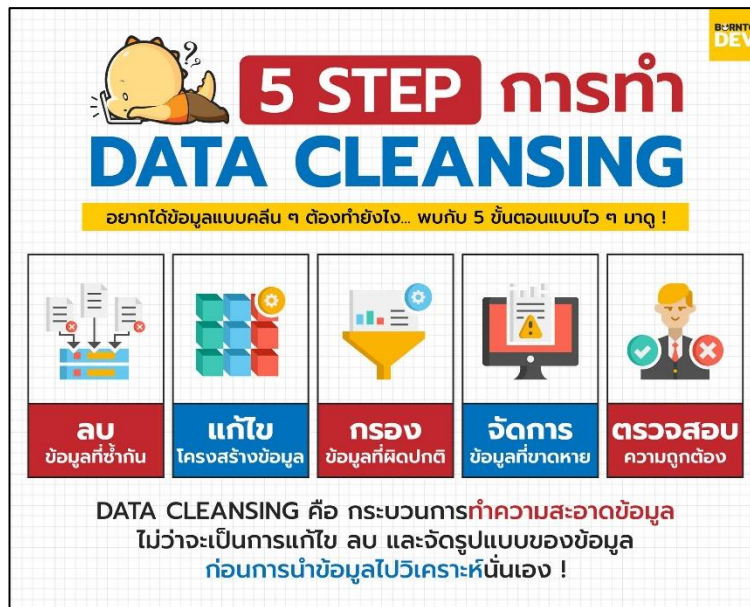 BORNTO
DEV
5 STEP การทำ
DATA CLEANSING
อยากได้ข้อมูลแบบคลีน ๆ ต้องทำยังไง... พบกับ 5 ขั้นตอนแบบไว ๆ มาดู !
ลบ
ข้อมูลที่ซ้ำกัน
แก้ไข
โครงสร้างข้อมูล
กรอง
ข้อมูลที่ผิดปกติ
จัดการ
ข้อมูลที่ขาดหาย
ตรวจสอบ
ความถูกต้อง
DATA CLEANSING คือ กระบวนการทำความสะอาดข้อมูล
ไม่ว่าจะเป็นการแก้ไข ลบ และจัดรูปแบบของข้อมูล
ก่อนการนำข้อมูลไปวิเคราะห์นั่นเอง !